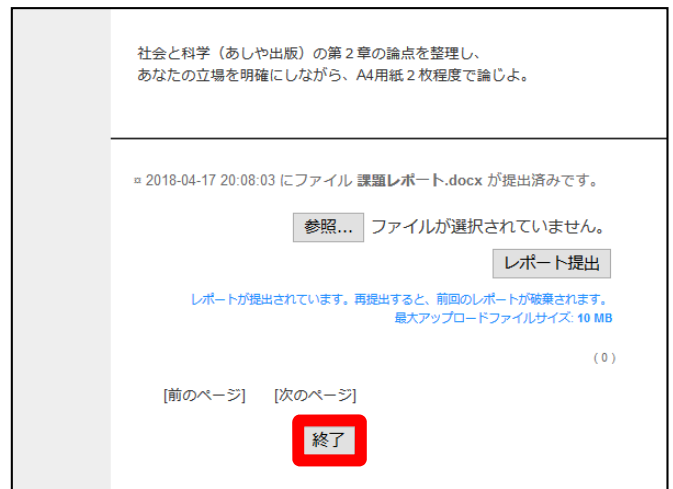 社会と科学（あしや出版）の第２章の論点を整理し、
あなたの立場を明確にしながら、A4用紙２枚程度で論じよ。
¤ 2018-04-17 20:08:03 にファイル 課題レポート.docx が提出済みです。
参照... ファイルが選択されていません。
レポート提出
レポートが提出されています。再提出すると、前回のレポートが破棄されます。
最大アップロードファイルサイズ: 10 MB
( 0 )
[前のページ] [次のページ]
終了